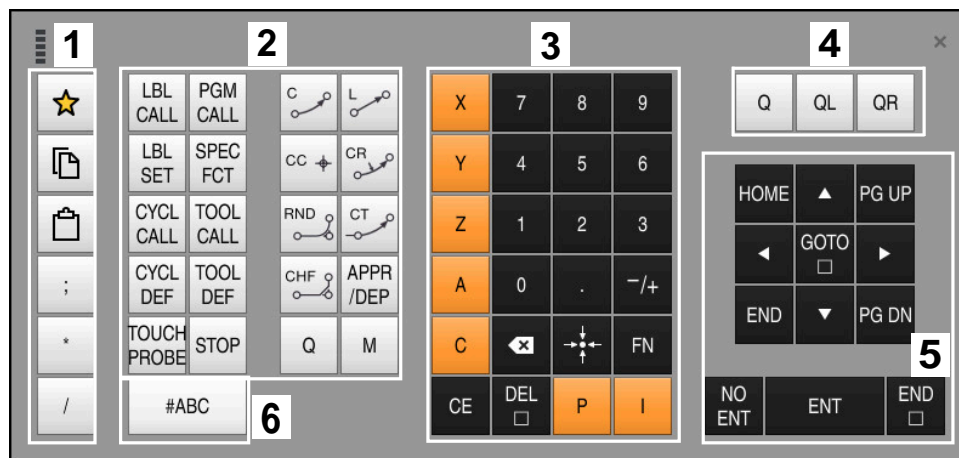 1
2
3
4
×
LBL CALL
PGM CALL
C
L
X
7
8
9
Q
QL
QR
LBL SET
SPEC FCT
CC
CR
Y
4
5
6
HOME
PG UP
CYCL CALL
TOOL CALL
RND
CT
Z
1
2
3
GOTO
;
CYCL DEF
TOOL DEF
CHF
APPR /DEP
A
0
.
−/+
END
PG DN
*
TOUCH PROBE
STOP
Q
M
C
FN
5
/
#ABC
6
CE
DEL
P
I
NO ENT
ENT
END